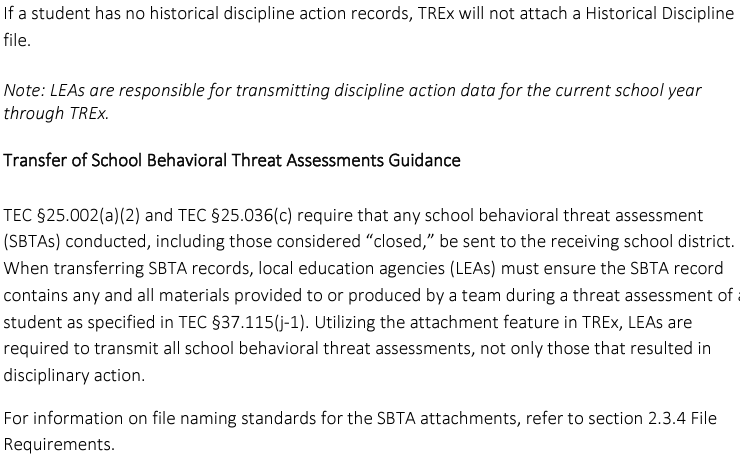 If a student has no historical discipline action records, TREx will not attach a Historical Discipline
file.
Note: LEAs are responsible for transmitting discipline action data for the current school year
through TREx.
Transfer of School Behavioral Threat Assessments Guidance
TEC §25.002(a)(2) and TEC §25.036(c) require that any school behavioral threat assessment
(SBTAs) conducted, including those considered “closed,” be sent to the receiving school district.
When transferring SBTA records, local education agencies (LEAs) must ensure the SBTA record
contains any and all materials provided to or produced by a team during a threat assessment of a
student as specified in TEC §37.115(j-1). Utilizing the attachment feature in TREx, LEAs are
required to transmit all school behavioral threat assessments, not only those that resulted in
disciplinary action.
For information on file naming standards for the SBTA attachments, refer to section 2.3.4 File
Requirements.